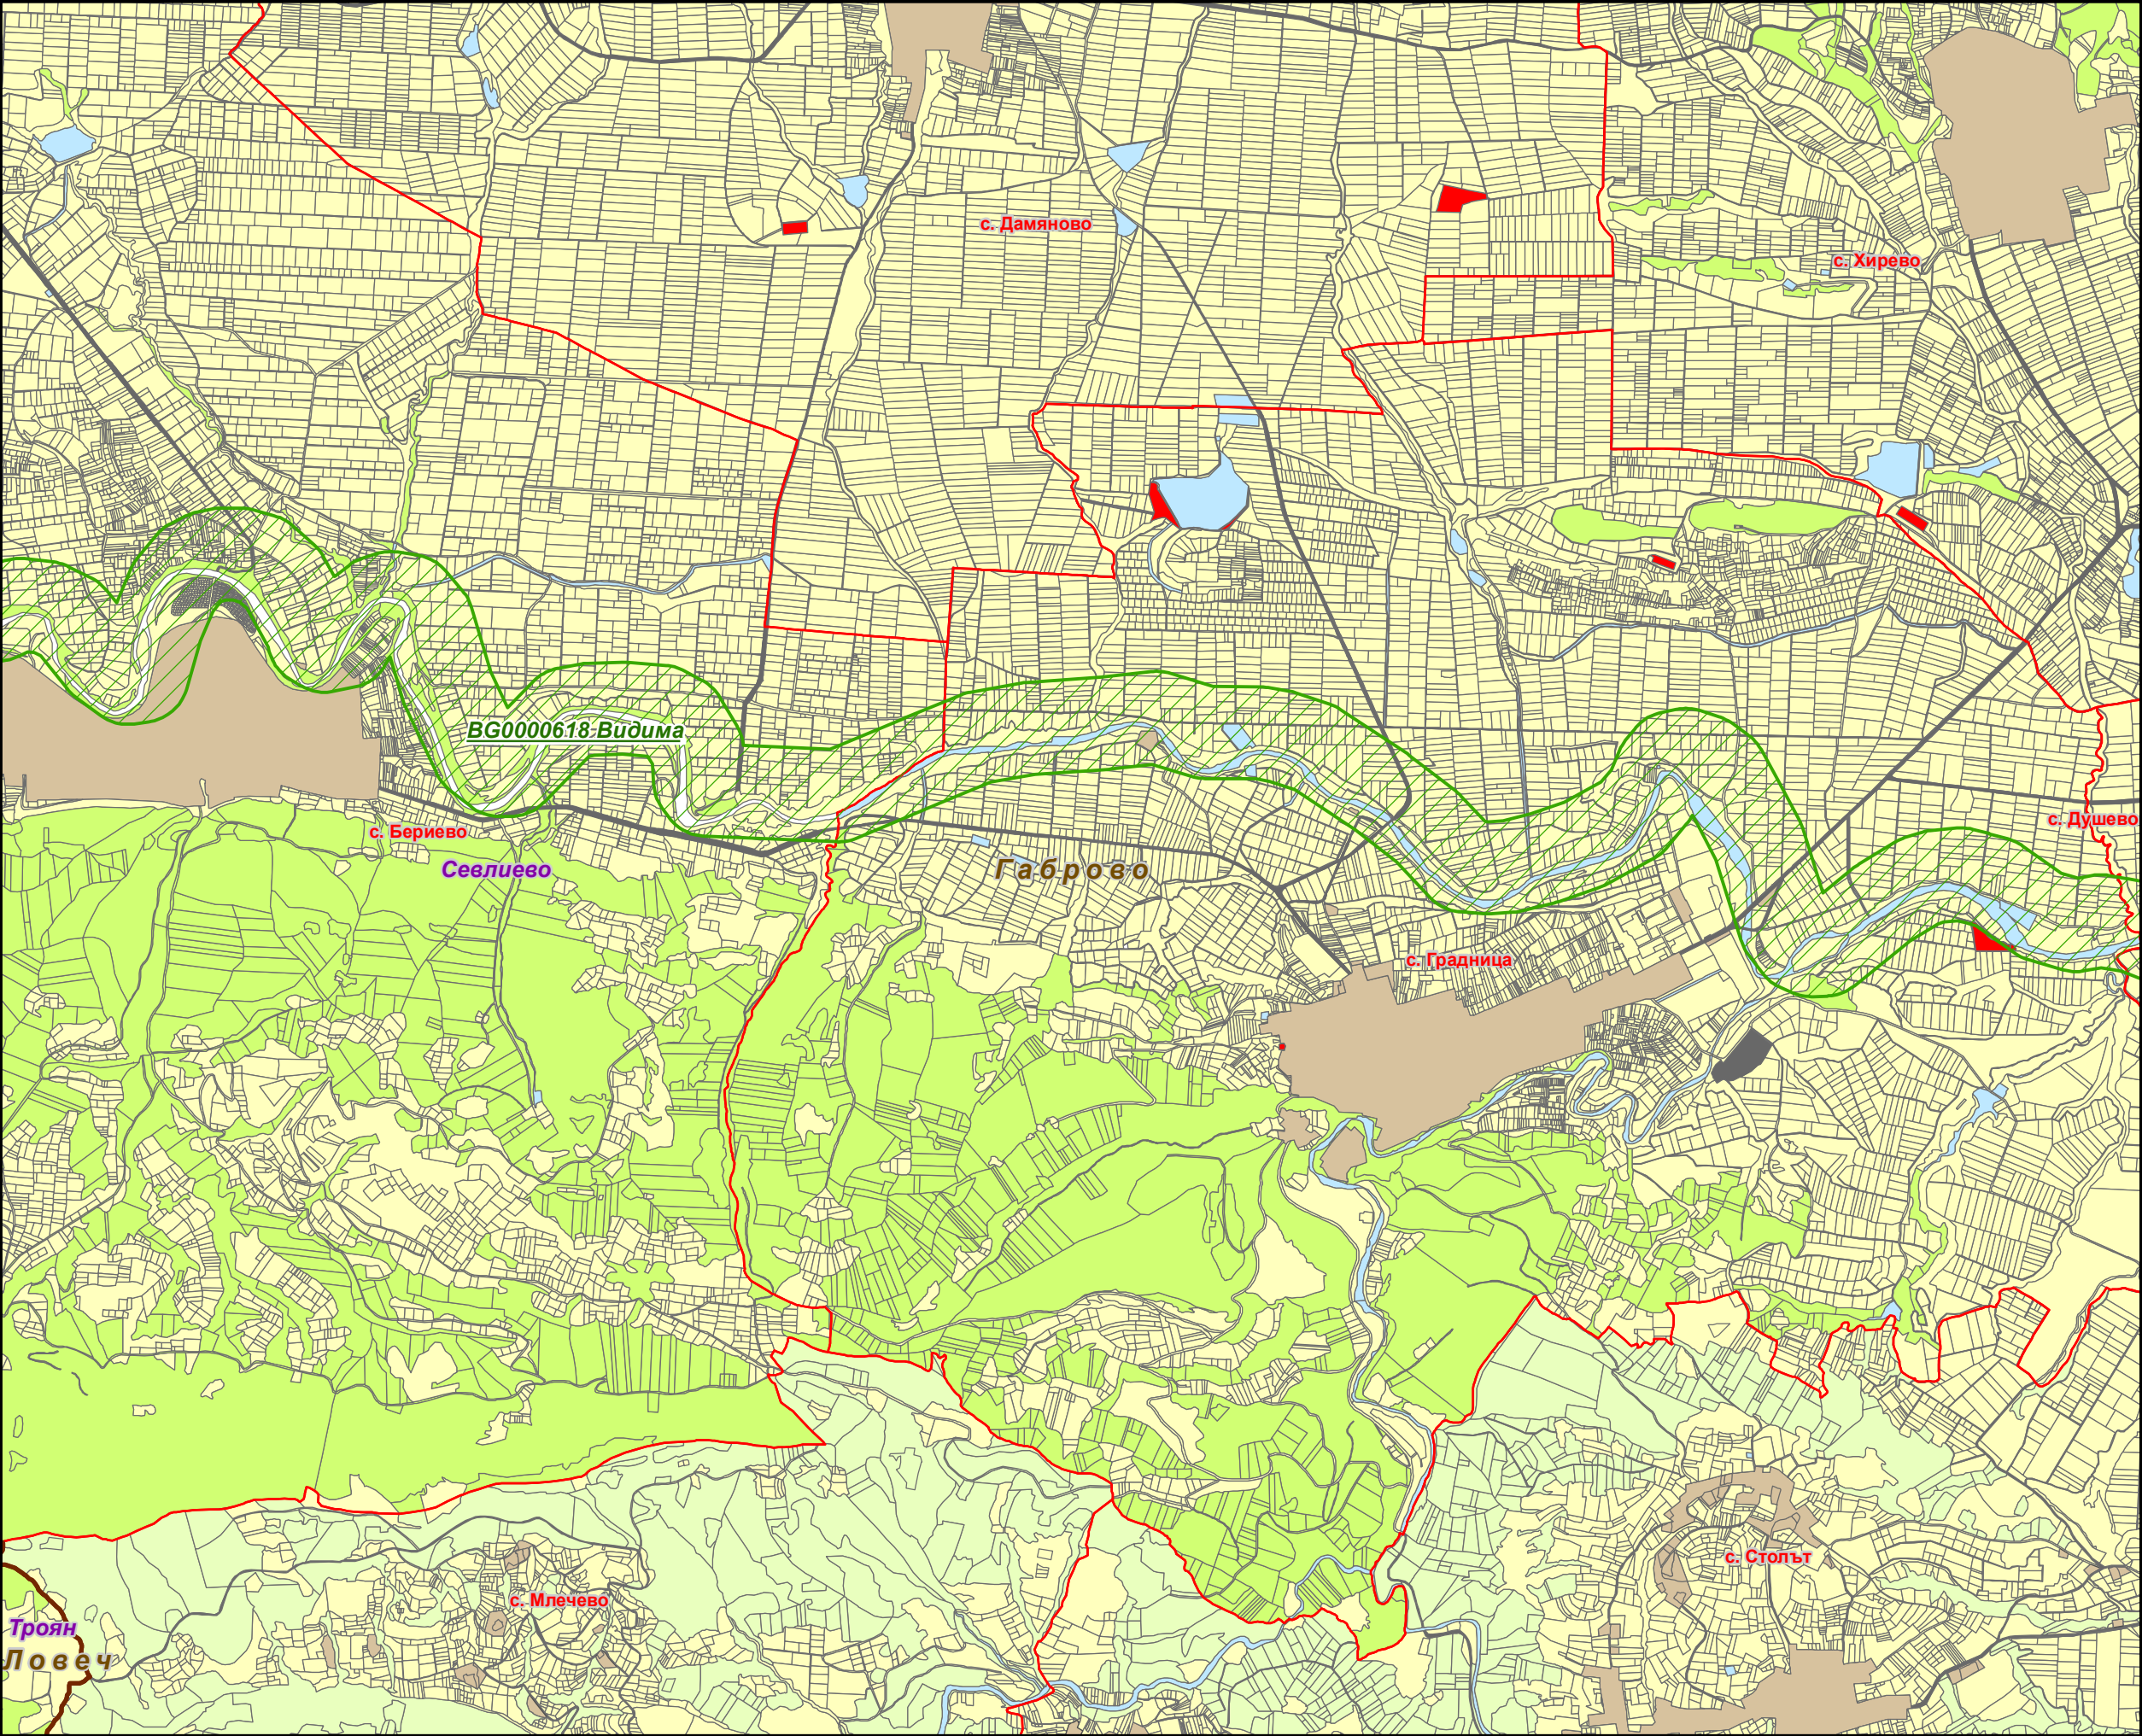 с. Дамяново
с. Хирево
BG0000618 Видима
с. Бериево
с. Душево
Севлиево
Габрово
с. Градница
с. Столът
с. Млечево
Троян
Ловеч